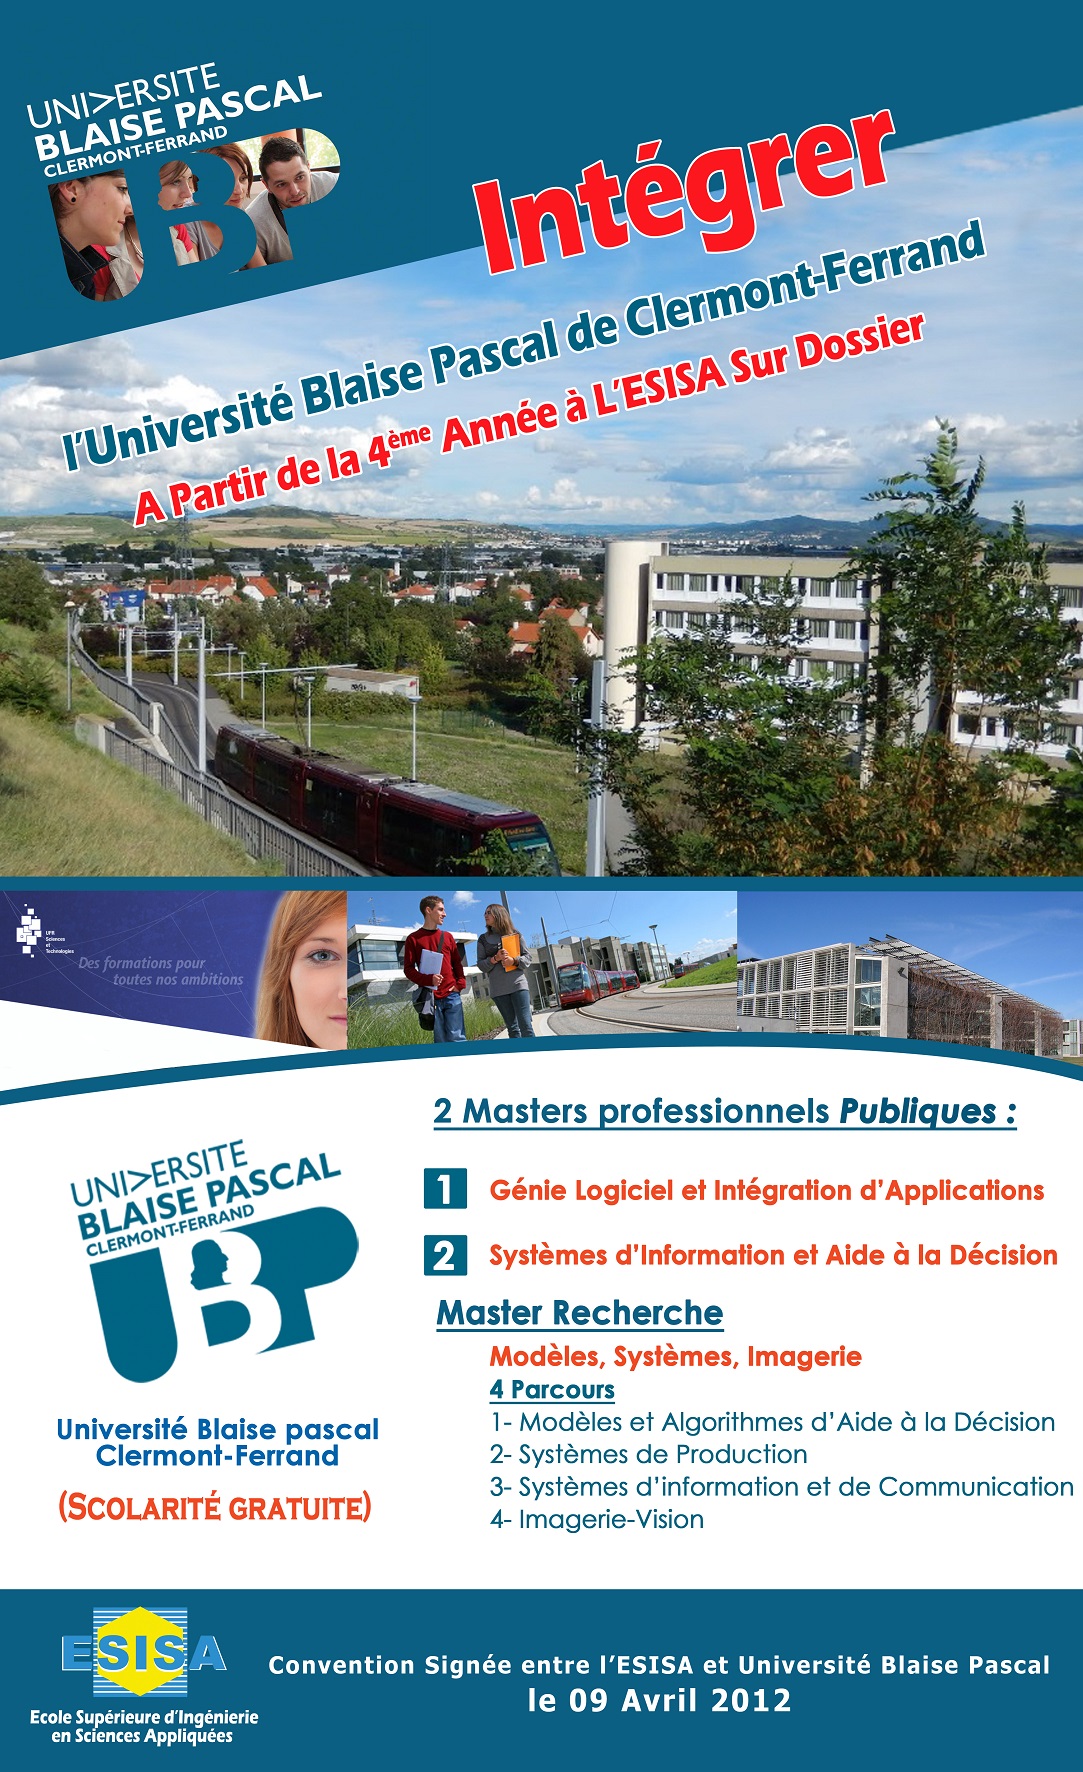 UNIVERSITE
BLAISE PASCAL
CLERMONT-FERRAND
UBP
Intégrer
l'Université Blaise Pascal de Clermont-Ferrand
A Partir de la 4ème Année à L'ESISA Sur Dossier
UFR
Sciences
et
Technologies
Des formations pour
toutes nos ambitions
2 Masters professionnels Publiques :
1 Génie Logiciel et Intégration d'Applications
2 Systèmes d'Information et Aide à la Décision
Master Recherche
Modèles, Systèmes, Imagerie
4 Parcours
1- Modèles et Algorithmes d'Aide à la Décision
2- Systèmes de Production
3- Systèmes d'information et de Communication
4- Imagerie-Vision
UNIVERSITE
BLAISE PASCAL
CLERMONT-FERRAND
UBP
Université Blaise pascal
Clermont-Ferrand
(SCOLARITÉ GRATUITE)
ESISA
Ecole Supérieure d'Ingénierie
en Sciences Appliquées
Convention Signée entre l'ESISA et Université Blaise Pascal
le 09 Avril 2012